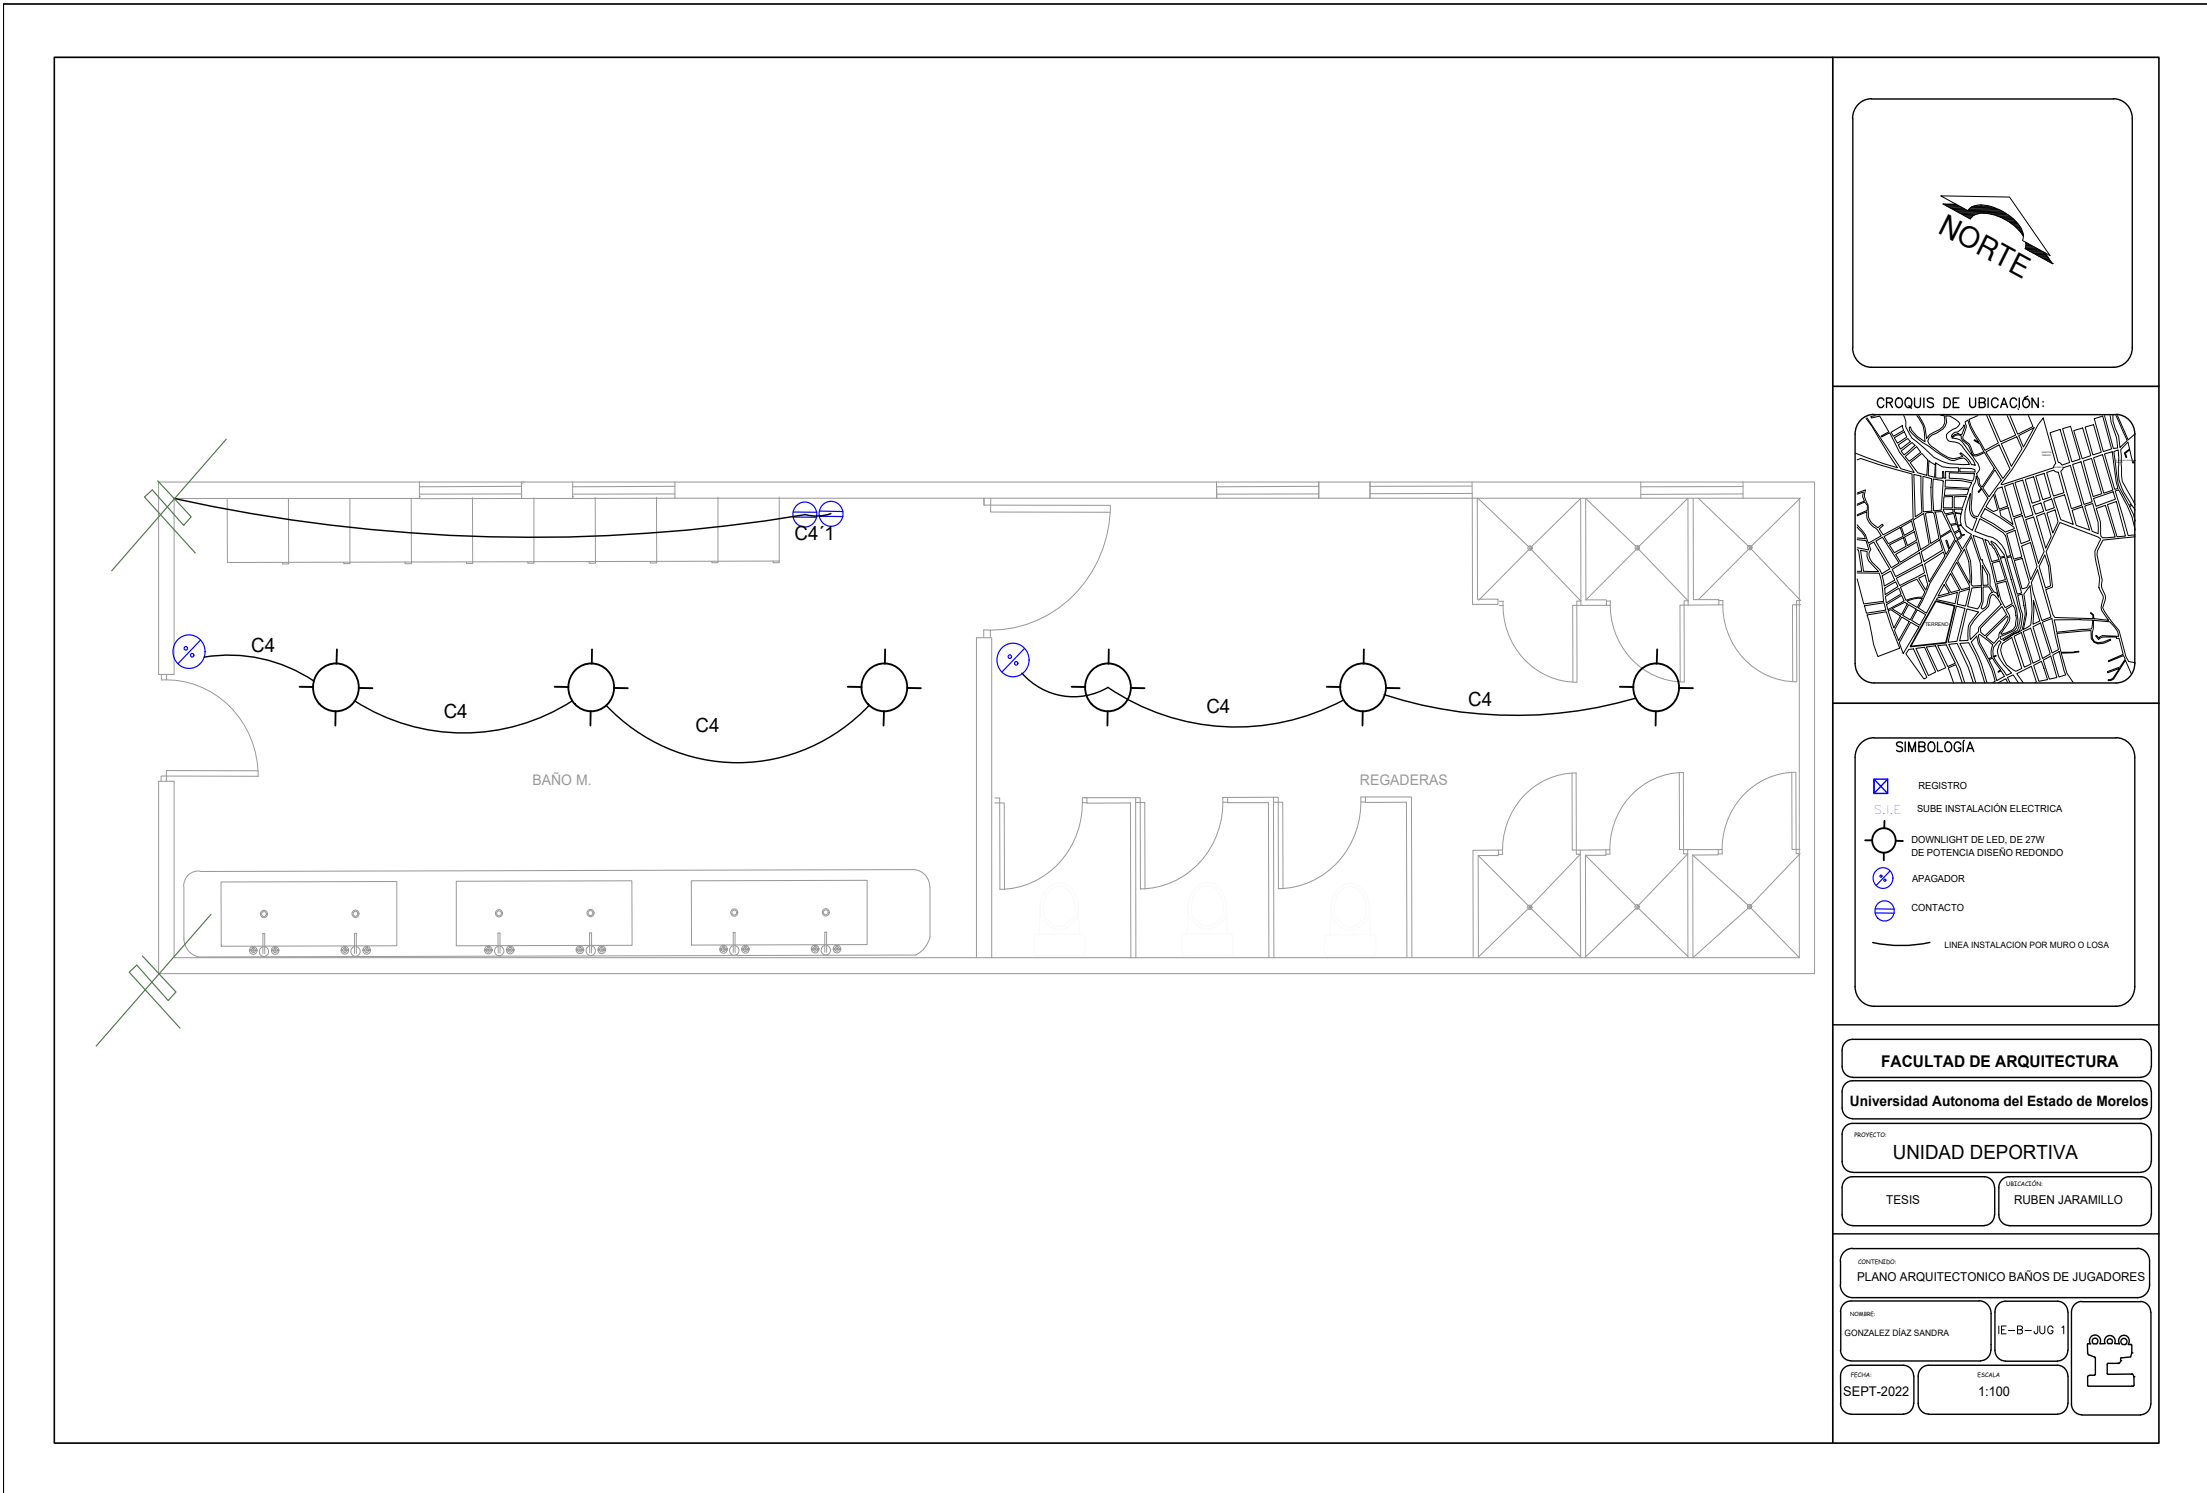 C4´1
C4
C4
C4
C4
C4
BAÑO M.
REGADERAS
NORTE
CROQUIS DE UBICACIÓN:
TERRENO
SIMBOLOGÍA
REGISTRO
S.I.E
SUBE INSTALACIÓN ELECTRICA
DOWNLIGHT DE LED, DE 27W
DE POTENCIA DISEÑO REDONDO
APAGADOR
CONTACTO
LINEA INSTALACION POR MURO O LOSA
FACULTAD DE ARQUITECTURA
Universidad Autonoma del Estado de Morelos
PROYECTO:
UNIDAD DEPORTIVA
TESIS
UBICACIÓN:
RUBEN JARAMILLO
CONTENIDO:
PLANO ARQUITECTONICO BAÑOS DE JUGADORES
NOMBRE:
GONZALEZ DÍAZ SANDRA
IE-B-JUG 1
FECHA:
SEPT-2022
ESCALA
1:100